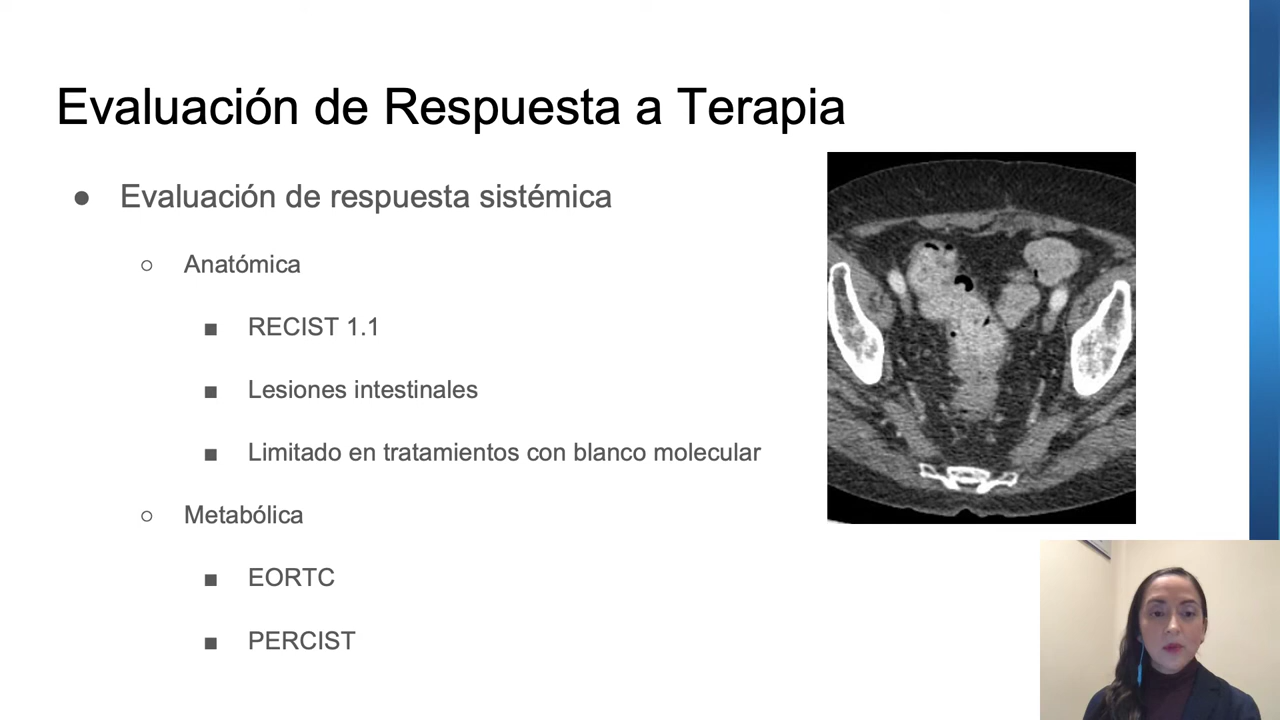 Evaluación de Respuesta a Terapia
● Evaluación de respuesta sistémica
○ Anatómica
■ RECIST 1.1
■ Lesiones intestinales
■ Limitado en tratamientos con blanco molecular
○ Metabólica
■ EORTC
■ PERCIST